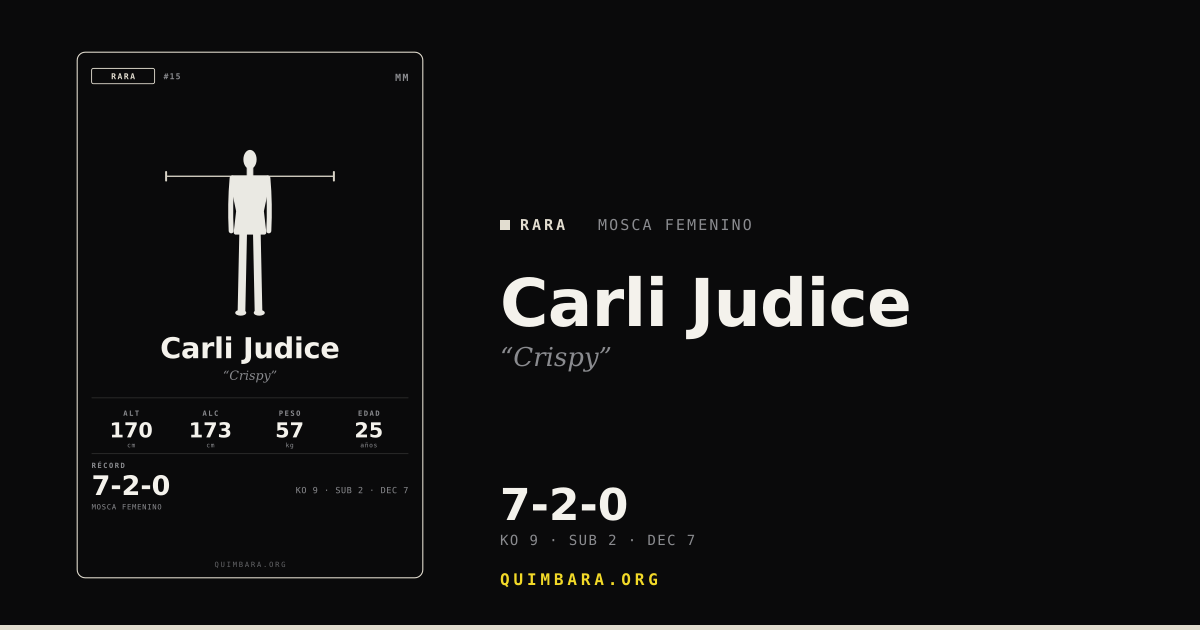 RARA #15 MM
Carli Judice
“Crispy”
ALT ALC PESO EDAD
170 173 57 25
cm cm kg años
RÉCORD
7-2-0
KO 9 · SUB 2 · DEC 7
MOSCA FEMENINO
QUIMBARA.ORG
RARA MOSCA FEMENINO
Carli Judice
“Crispy”
7-2-0
KO 9 · SUB 2 · DEC 7
QUIMBARA.ORG